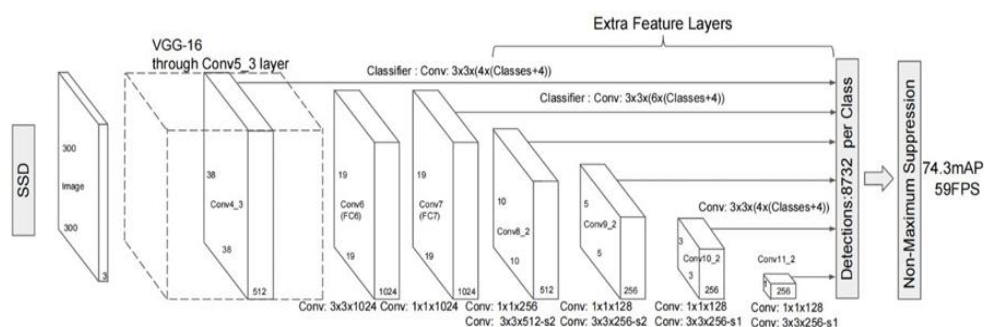 Extra Feature Layers
VGG-16
through Conv5_3 layer
Classifier : Conv: 3x3x(4x(Classes+4))
Classifier : Conv: 3x3x(6x(Classes+4))
SSD
300
Image
300
3
38
Conv4_3
38
512
19
Conv6
(FC6)
19
1024
19
Conv7
(FC7)
19
1024
10
Conv8_2
10
512
5
Conv9_2
5
256
Conv: 3x3x(4x(Classes+4))
3
Conv10_2
3
256
Conv11_2
1
256
Detections:8732 per Class
Non-Maximum Suppression
74.3mAP
59FPS
Conv: 3x3x1024
Conv: 1x1x1024
Conv: 1x1x256
Conv: 3x3x512-s2
Conv: 1x1x128
Conv: 3x3x256-s2
Conv: 1x1x128
Conv: 3x3x256-s1
Conv: 1x1x128
Conv: 3x3x256-s1